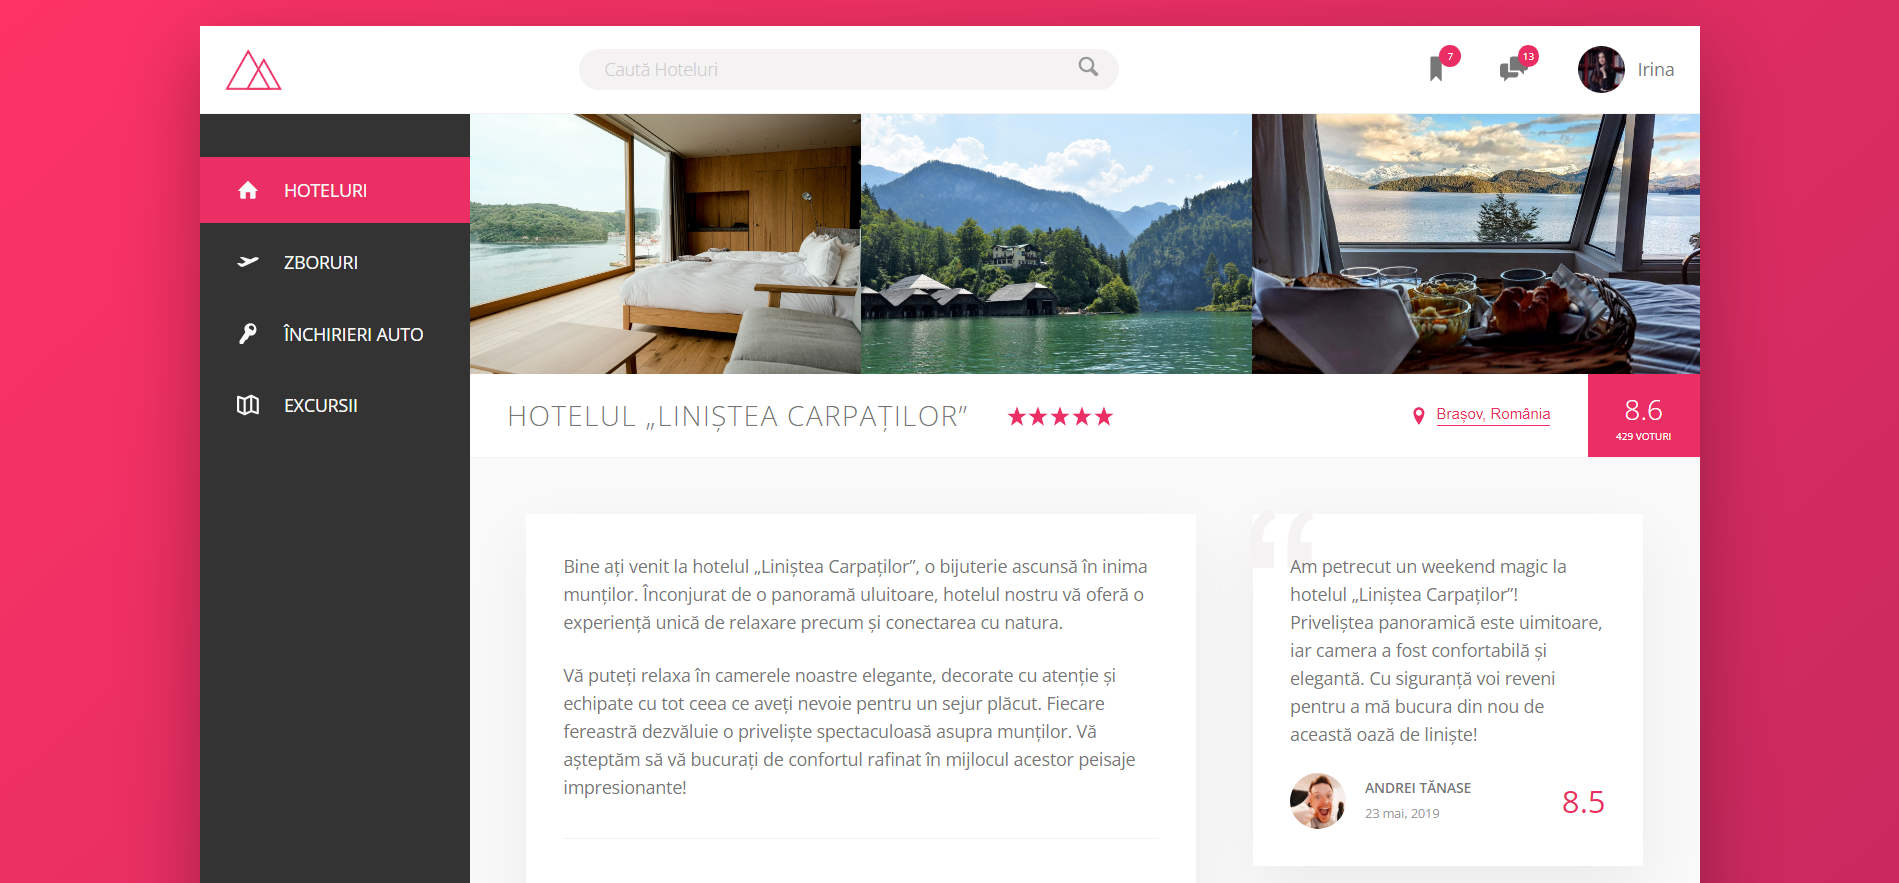 Caută Hoteluri
7
13
Irina
HOTELURI
ZBORURI
ÎNCHIRIERI AUTO
EXCURSII
HOTELUL „LINIȘTEA CARPAȚILOR”
Brașov, România
8.6
429 VOTURI
Bine ați venit la hotelul „Liniștea Carpaților”, o bijuterie ascunsă în inima
munților. Înconjurat de o panoramă uluitoare, hotelul nostru vă oferă o
experiență unică de relaxare precum și conectarea cu natura.
Vă puteți relaxa în camerele noastre elegante, decorate cu atenție și
echipate cu tot ceea ce aveți nevoie pentru un sejur plăcut. Fiecare
fereastră dezvăluie o priveliște spectaculoasă asupra munților. Vă
așteptăm să vă bucurați de confortul rafinat în mijlocul acestor peisaje
impresionante!
“
Am petrecut un weekend magic la
hotelul „Liniștea Carpaților”!
Priveliștea panoramică este uimitoare,
iar camera a fost confortabilă și
elegantă. Cu siguranță voi reveni
pentru a mă bucura din nou de
această oază de liniște!
ANDREI TĂNASE
23 mai, 2019
8.5